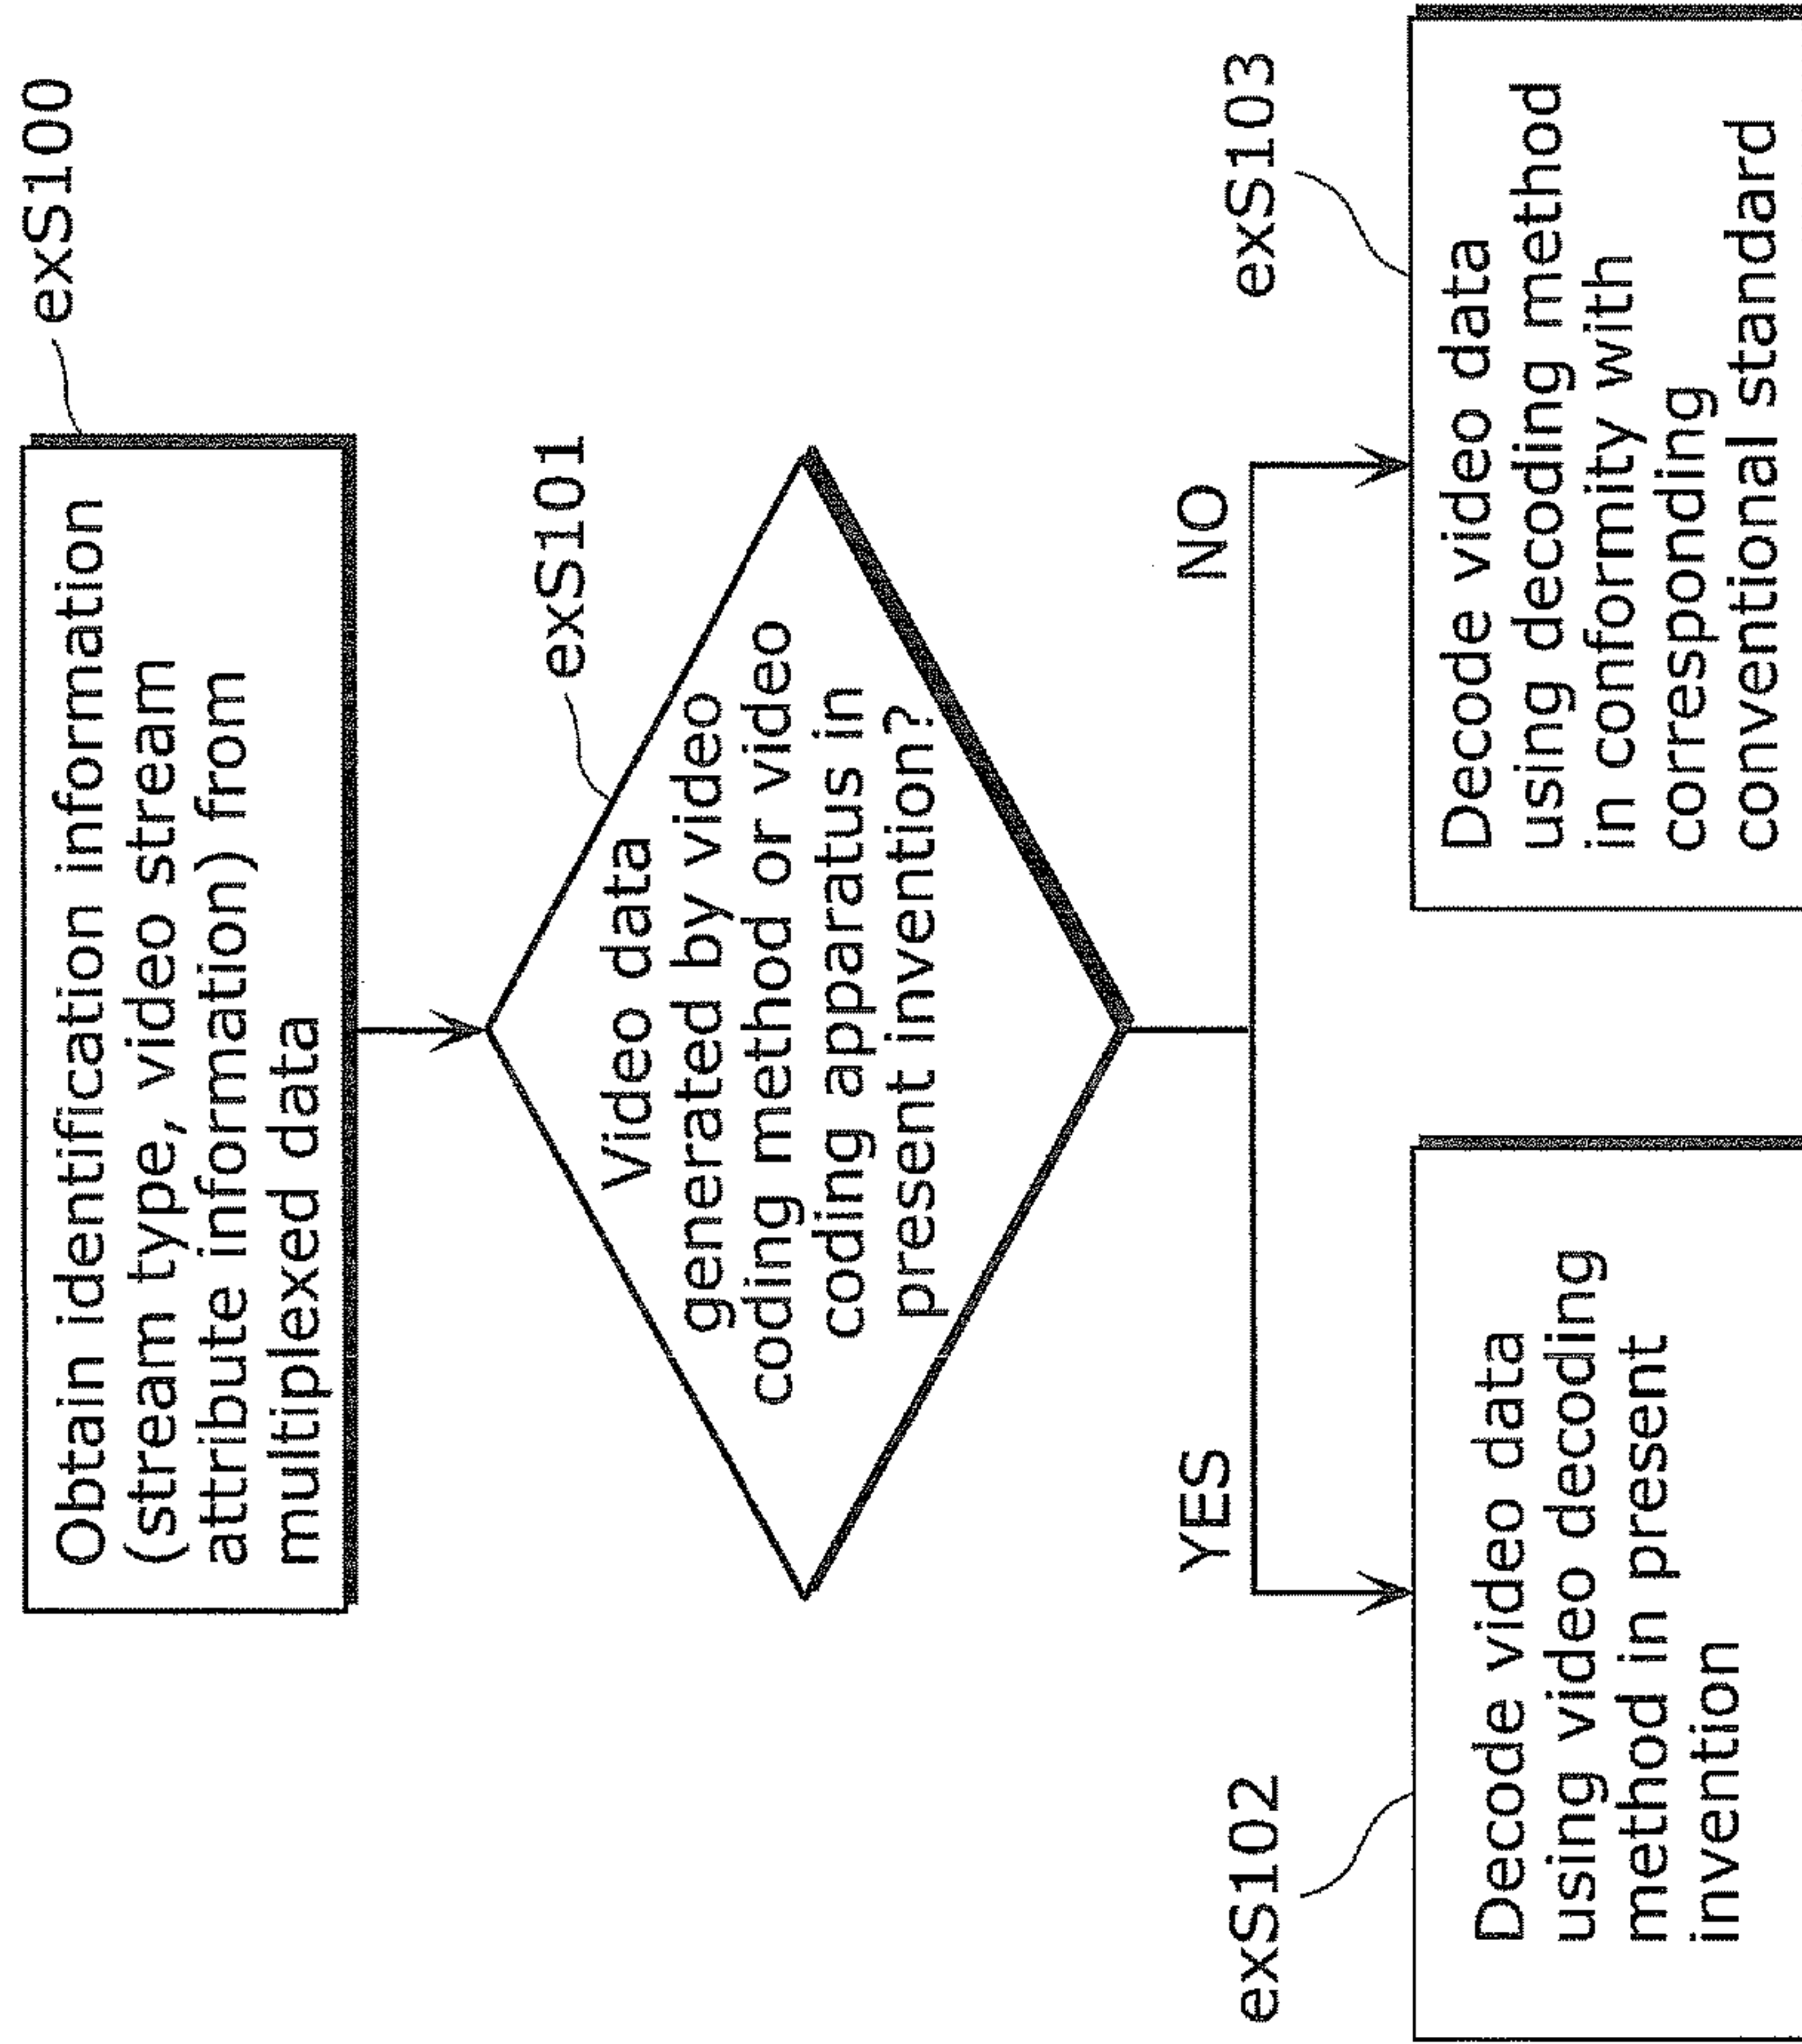 exS100
Obtain identification information
(stream type, video stream
attribute information) from
multiplexed data
exS101
Video data
generated by video
coding method or video
coding apparatus in
present invention?
YES
NO
exS102
exS103
Decode video data
using video decoding
method in present
invention
Decode video data
using decoding method
in conformity with
corresponding
conventional standard